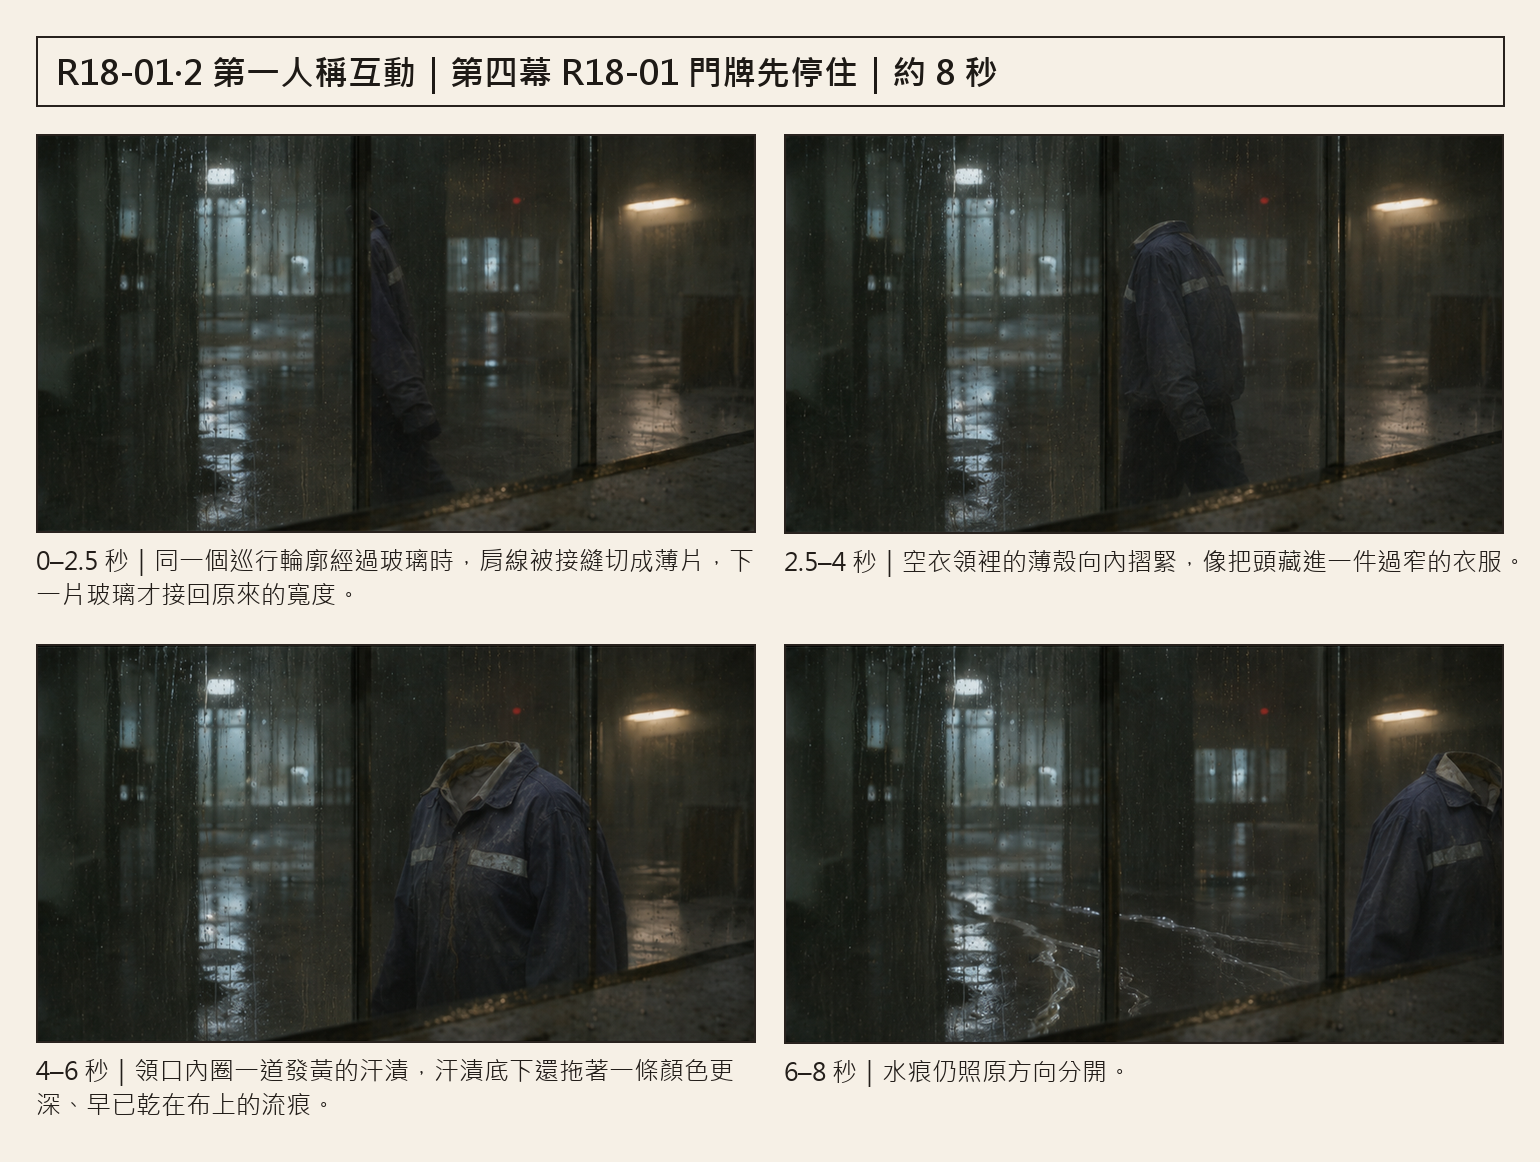 R18-01·2 第一人稱互動｜第四幕 R18-01 門牌先停住｜約 8 秒
0–2.5 秒｜同一個巡行輪廓經過玻璃時，肩線被接縫切成薄片，下
一片玻璃才接回原來的寬度。
2.5–4 秒｜空衣領裡的薄殼向內摺緊，像把頭藏進一件過窄的衣服。
4–6 秒｜領口內圈一道發黃的汗漬，汗漬底下還拖著一條顏色更
深、早已乾在布上的流痕。
6–8 秒｜水痕仍照原方向分開。